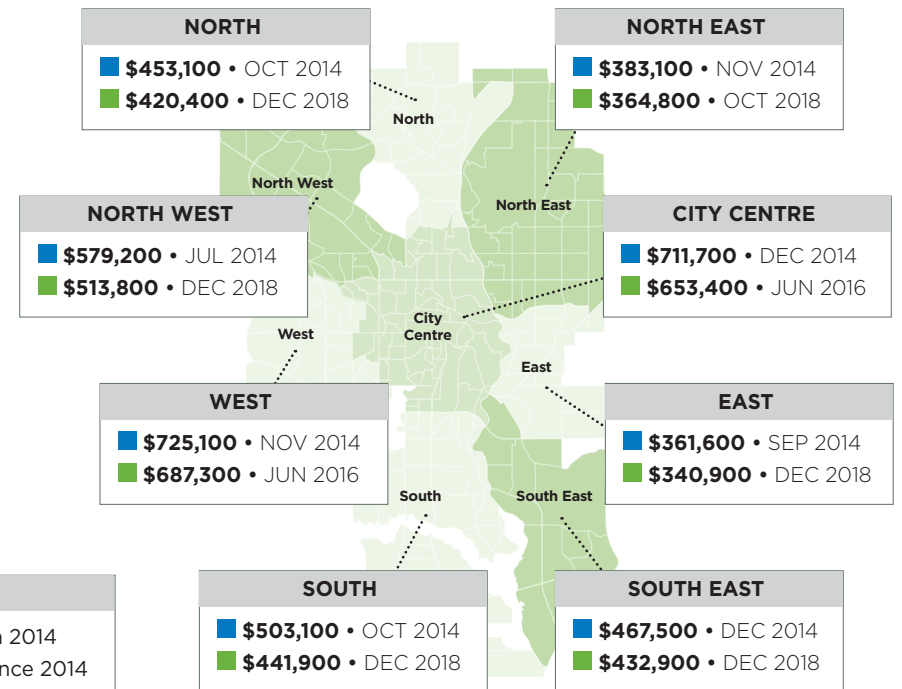 NORTH
$453,100 • OCT 2014
$420,400 • DEC 2018
NORTH EAST
$383,100 • NOV 2014
$364,800 • OCT 2018
North
North West
North East
NORTH WEST
$579,200 • JUL 2014
$513,800 • DEC 2018
CITY CENTRE
$711,700 • DEC 2014
$653,400 • JUN 2016
City
Centre
West
East
WEST
$725,100 • NOV 2014
$687,300 • JUN 2016
EAST
$361,600 • SEP 2014
$340,900 • DEC 2018
South
South East
SOUTH
$503,100 • OCT 2014
$441,900 • DEC 2018
SOUTH EAST
$467,500 • DEC 2014
$432,900 • DEC 2018
2014
2014